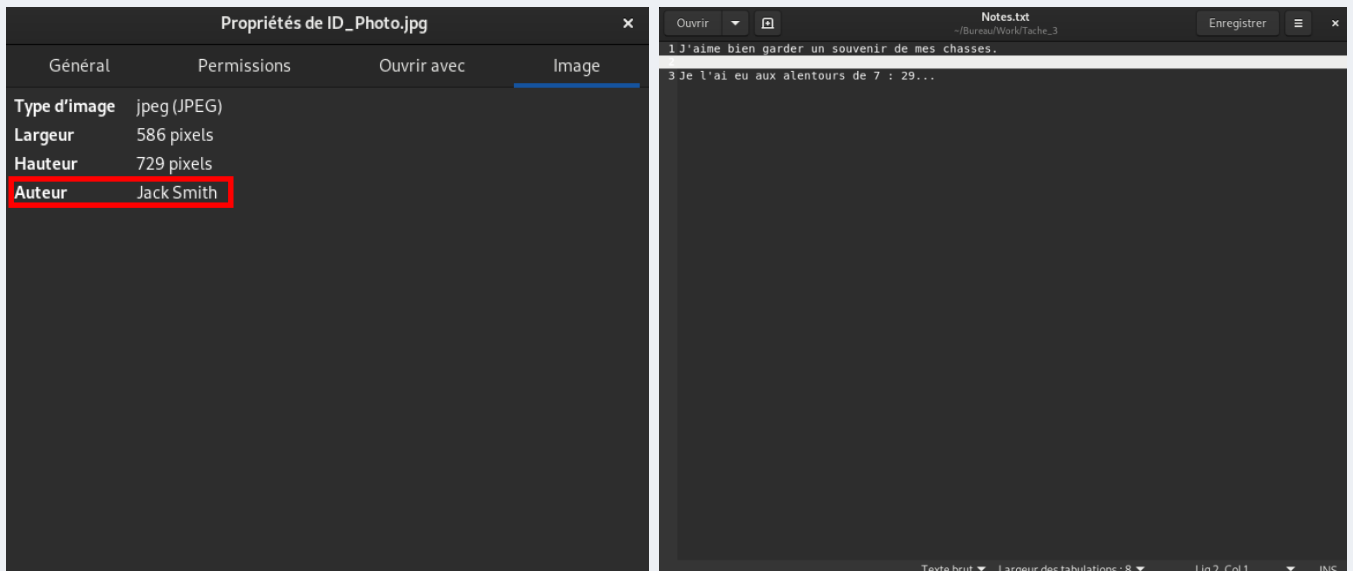 Propriétés de ID_Photo.jpg ×
Général Permissions Ouvrir avec Image
Type d'image jpeg (JPEG)
Largeur 586 pixels
Hauteur 729 pixels
Auteur Jack Smith
Ouvrir Notes.txt Enregistrer ×
~/Bureau/Work/Tache_3
1 J'aime bien garder un souvenir de mes chasses.
2
3 Je l'ai eu aux alentours de 7 : 29...
Texte brut Largeur des tabulations : 8 Lig 2, Col 1 INS